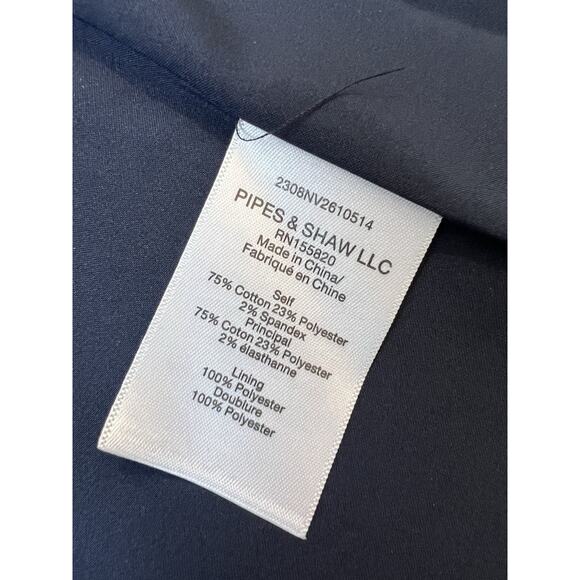 2308NV2610514
PIPES & SHAW LLC
RN155820
Made in China/
Fabriqué en Chine
Self
75% Cotton 23% Polyester
2% Spandex
Principal
75% Coton 23% Polyester
2% élasthanne
Lining
100% Polyester
Doublure
100% Polyester